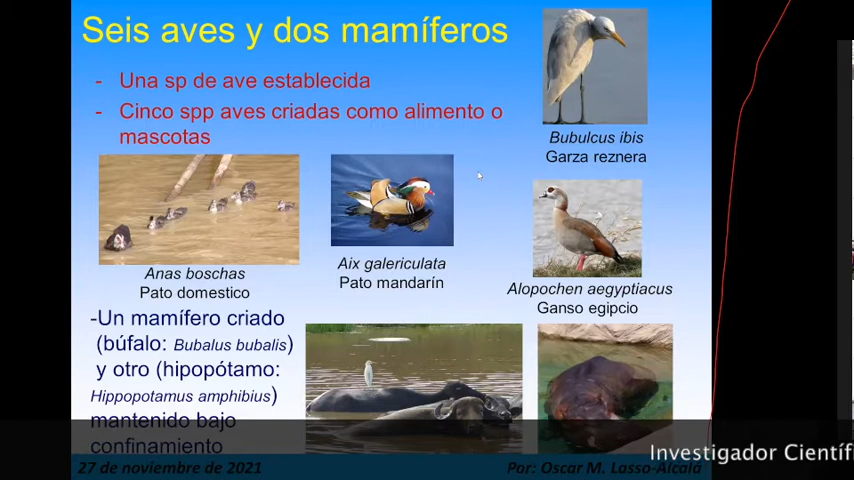 Seis aves y dos mamíferos
- Una sp de ave establecida
- Cinco spp aves criadas como alimento o
mascotas
Bubulcus ibis
Garza reznera
Anas boschas
Pato domestico
Aix galericulata
Pato mandarín
Alopochen aegyptiacus
Ganso egipcio
-Un mamífero criado
(búfalo: Bubalus bubalis)
y otro (hipopótamo:
Hippopotamus amphibius)
mantenido bajo
confinamiento
Investigador Científi
27 de noviembre de 2021
Por: Oscar M. Lasso-Alcalá